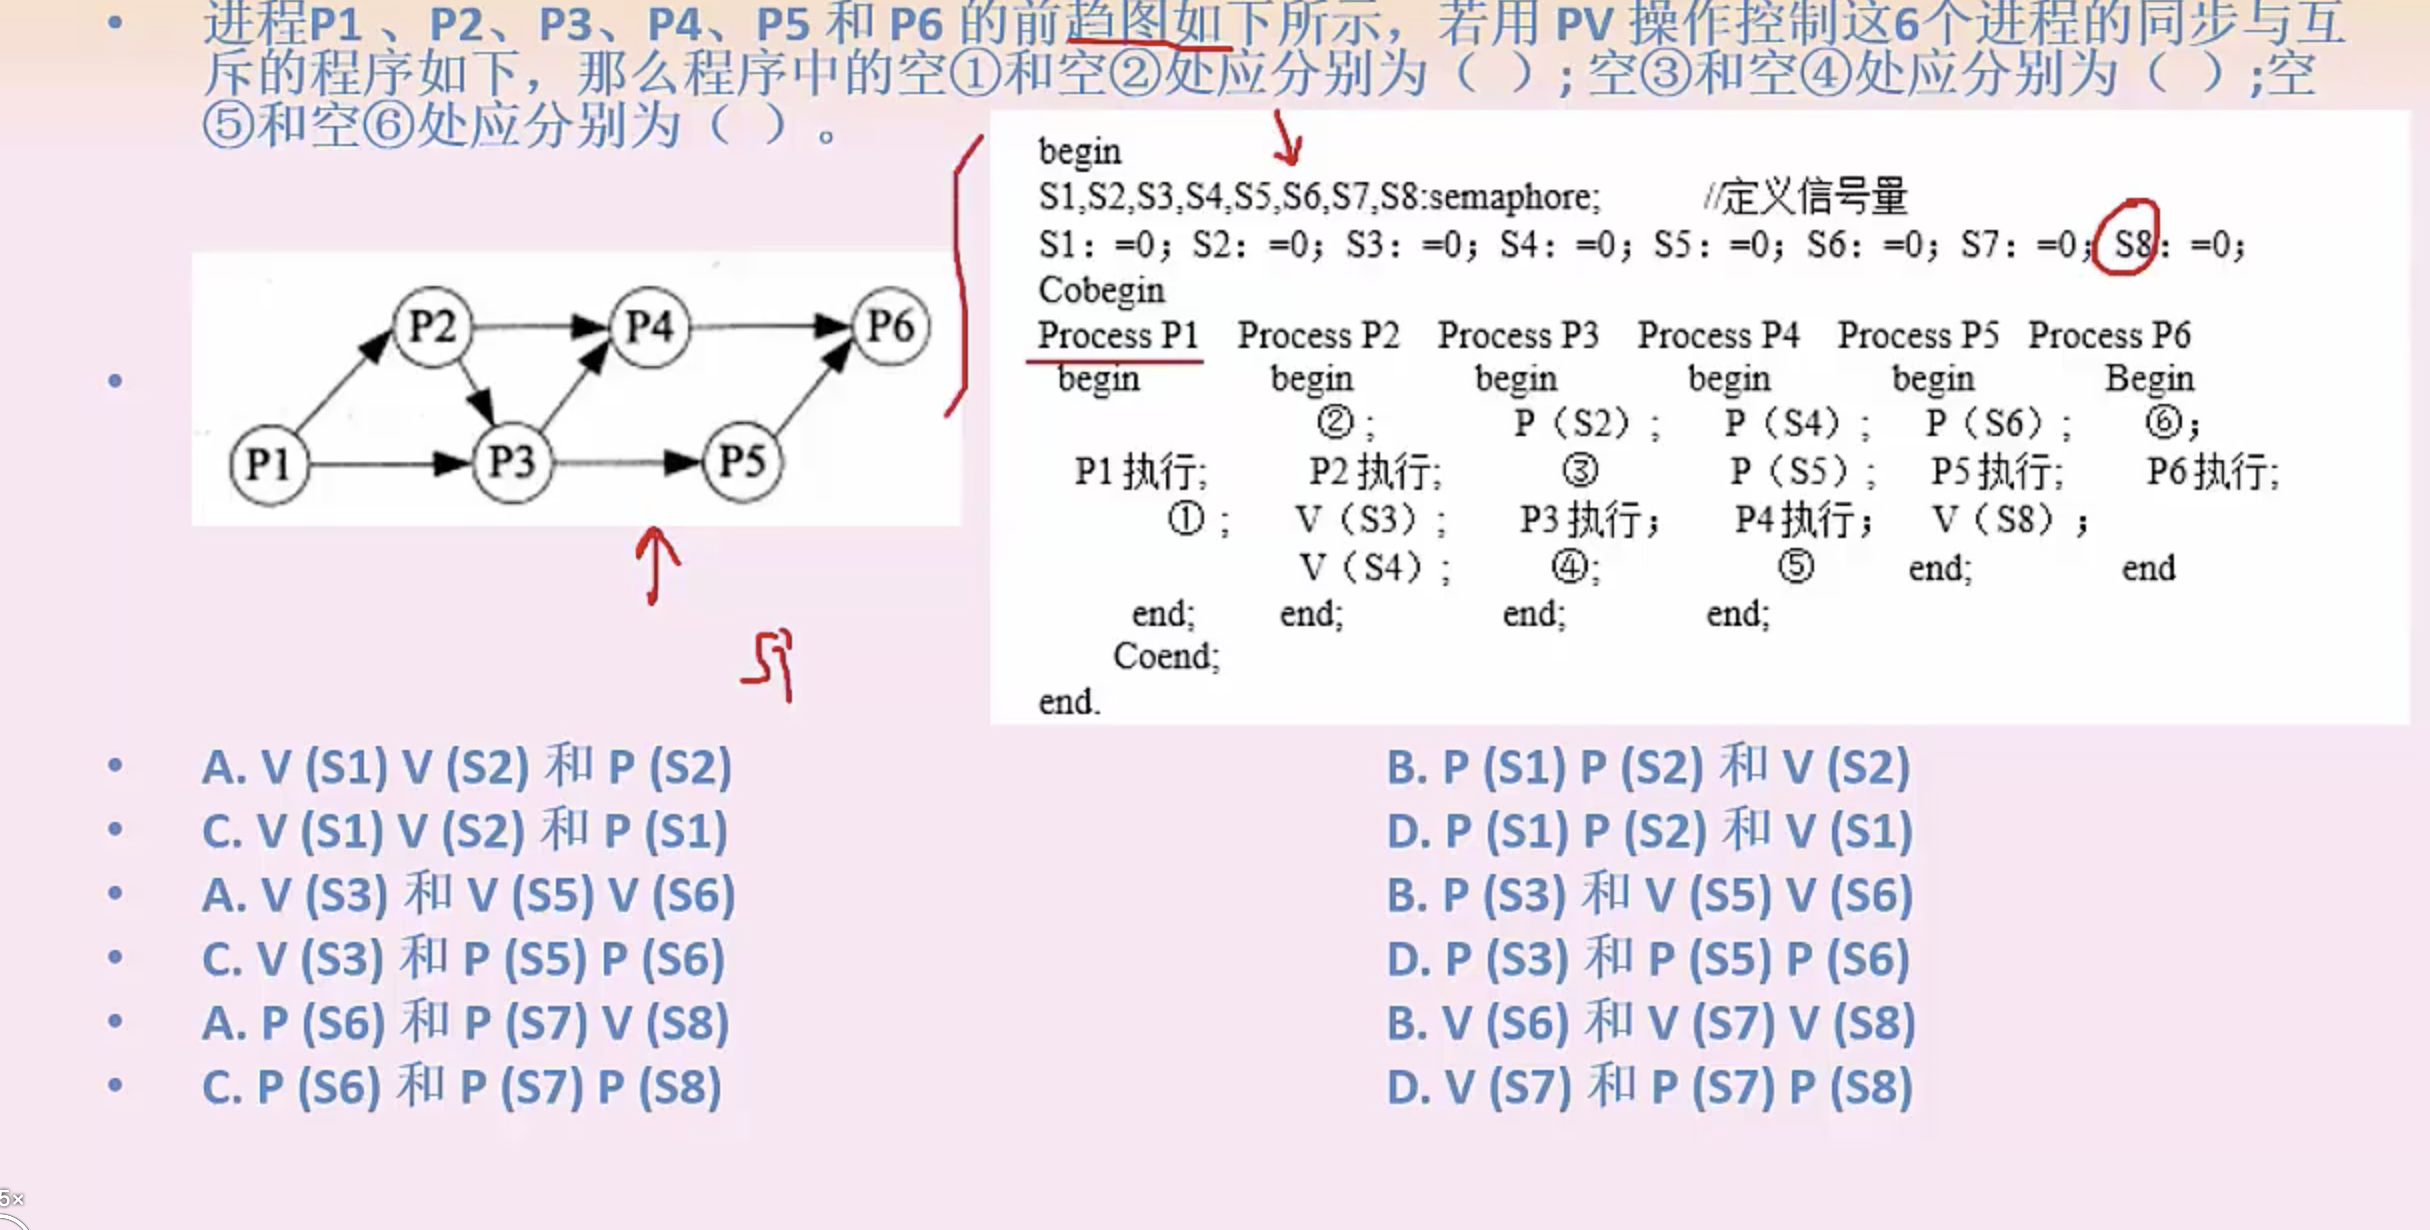 进程P1 、P2、P3、P4、P5 和 P6 的前趋图如下所示，若用 PV 操作控制这6个进程的同步与互
斥的程序如下，那么程序中的空①和空②处应分别为（ ）; 空③和空④处应分别为（ ）;空
⑤和空⑥处应分别为（ ）。
P2 P4 P6
P1 P3 P5
Si
begin
S1,S2,S3,S4,S5,S6,S7,S8:semaphore; //定义信号量
S1：=0；S2：=0；S3：=0；S4：=0；S5：=0；S6：=0；S7：=0；S8：=0；
Cobegin
Process P1 Process P2 Process P3 Process P4 Process P5 Process P6
begin begin begin begin begin Begin
②； P（S2）； P（S4）； P（S6）； ⑥；
P1执行; P2执行; ③ P（S5）； P5执行; P6执行;
①； V（S3）； P3执行； P4执行； V（S8）；
V（S4）； ④; ⑤ end; end
end; end; end; end;
Coend;
end.
A. V (S1) V (S2) 和 P (S2) B. P (S1) P (S2) 和 V (S2)
C. V (S1) V (S2) 和 P (S1) D. P (S1) P (S2) 和 V (S1)
A. V (S3) 和 V (S5) V (S6) B. P (S3) 和 V (S5) V (S6)
C. V (S3) 和 P (S5) P (S6) D. P (S3) 和 P (S5) P (S6)
A. P (S6) 和 P (S7) V (S8) B. V (S6) 和 V (S7) V (S8)
C. P (S6) 和 P (S7) P (S8) D. V (S7) 和 P (S7) P (S8)
5×